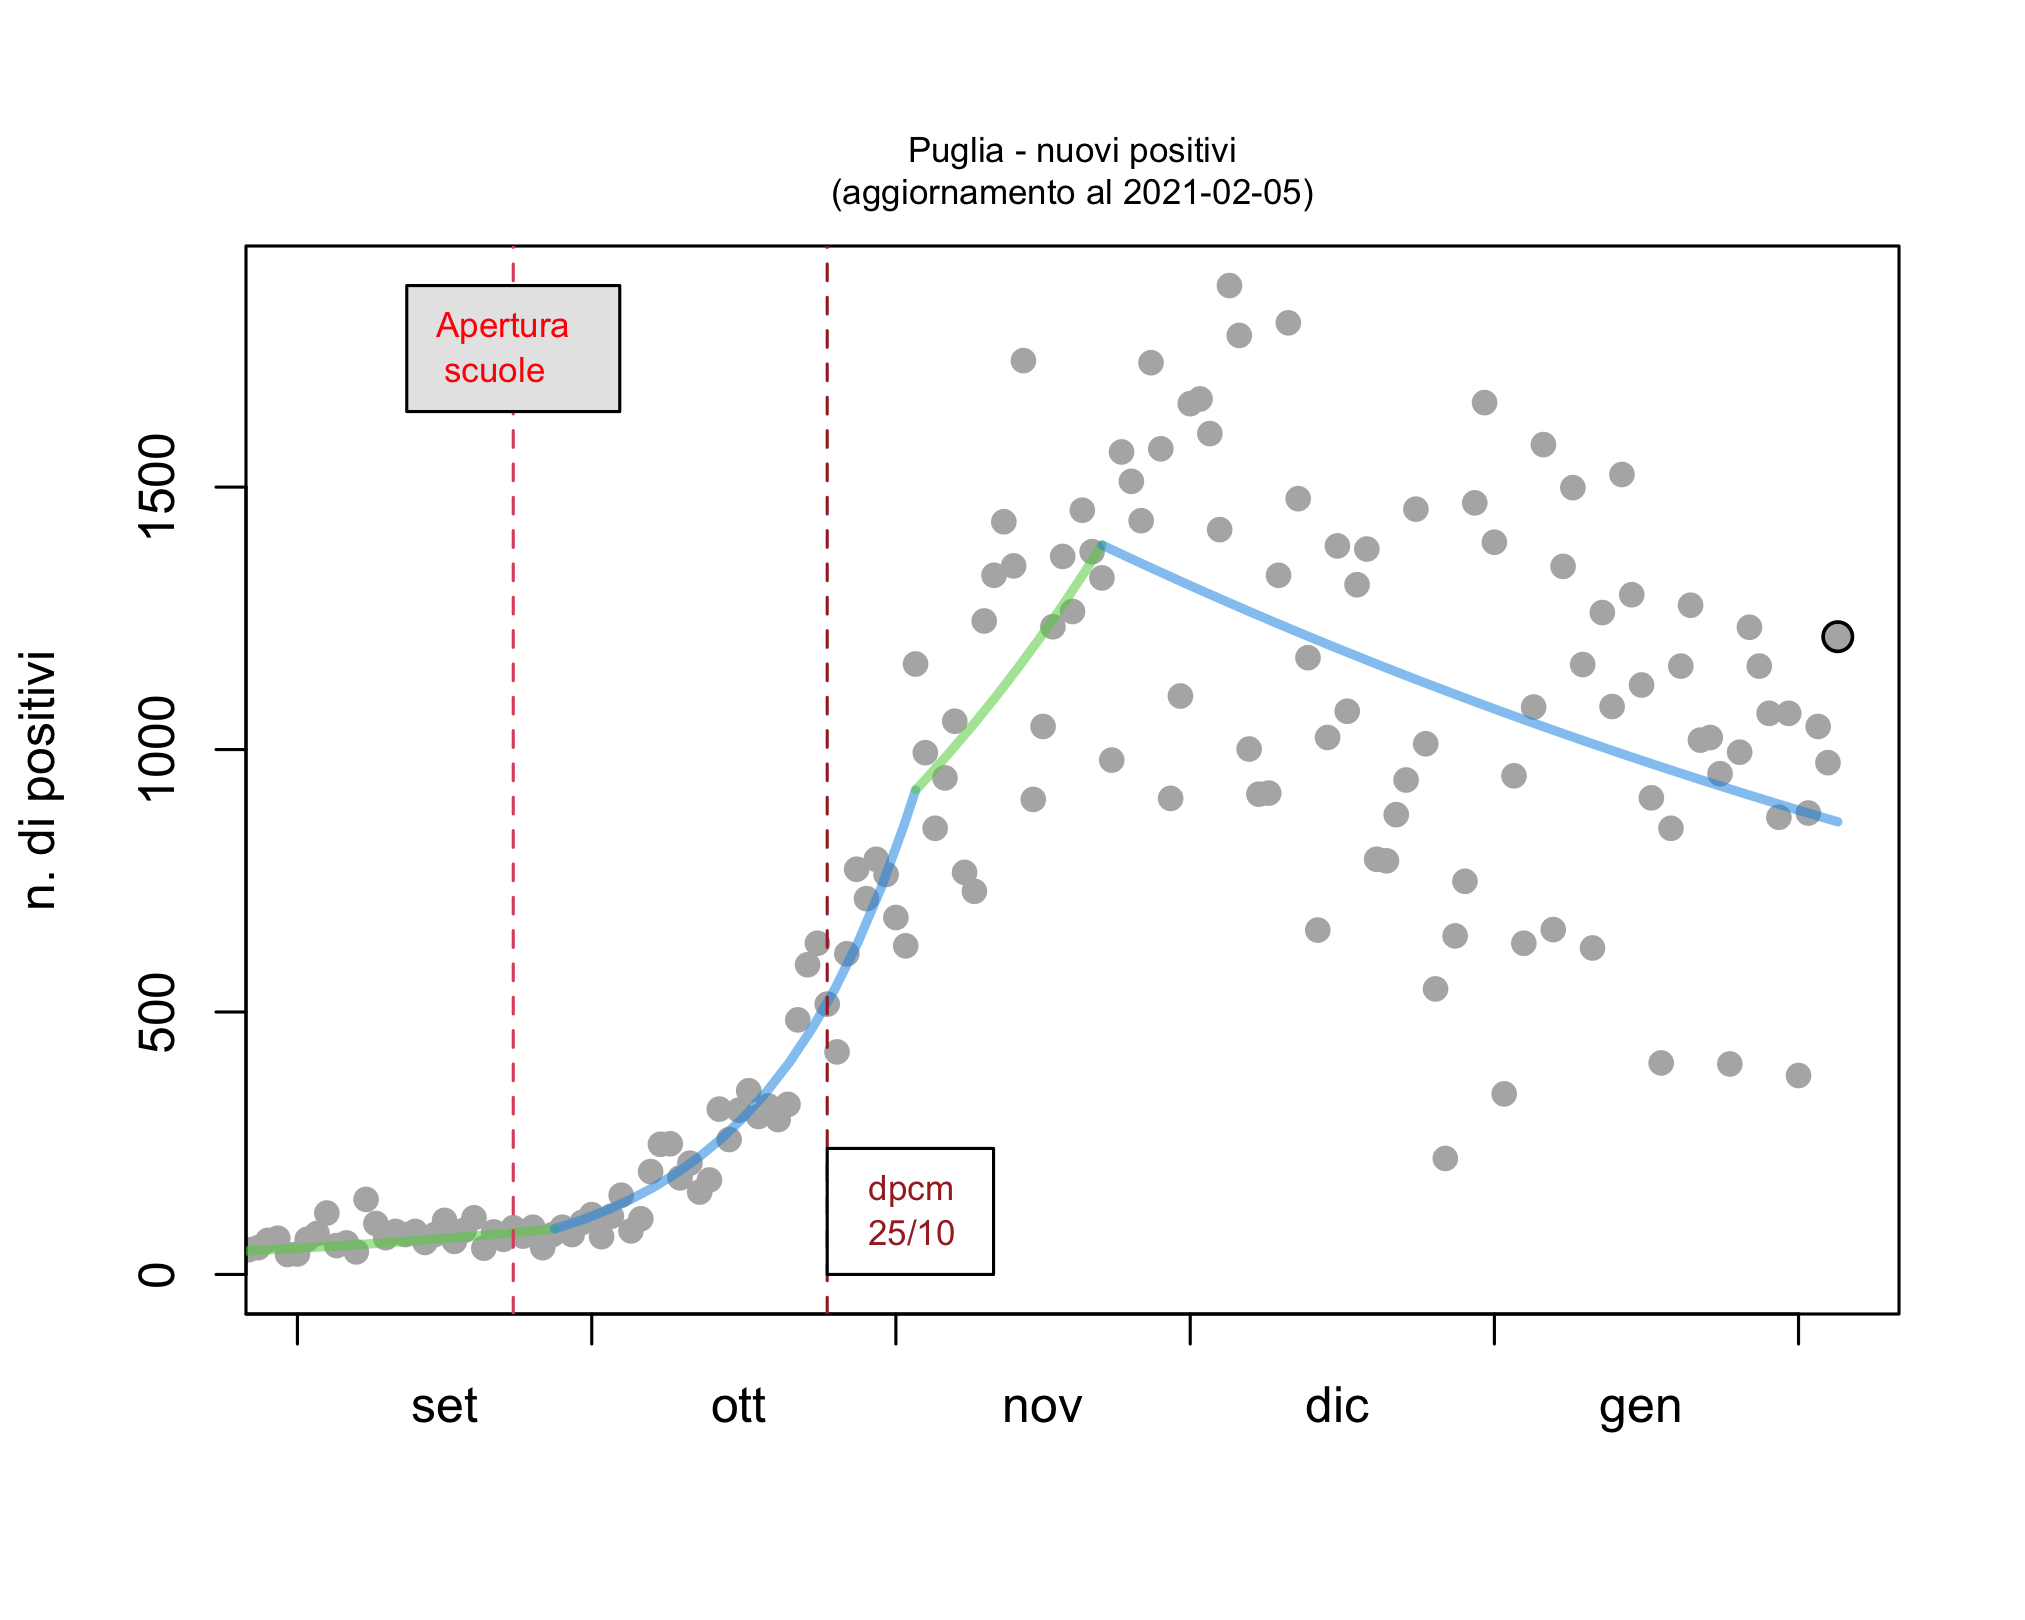 Puglia - nuovi positivi
(aggiornamento al 2021-02-05)
Apertura
scuole
dpcm
25/10
n. di positivi
1500
1000
500
0
set ott nov dic gen